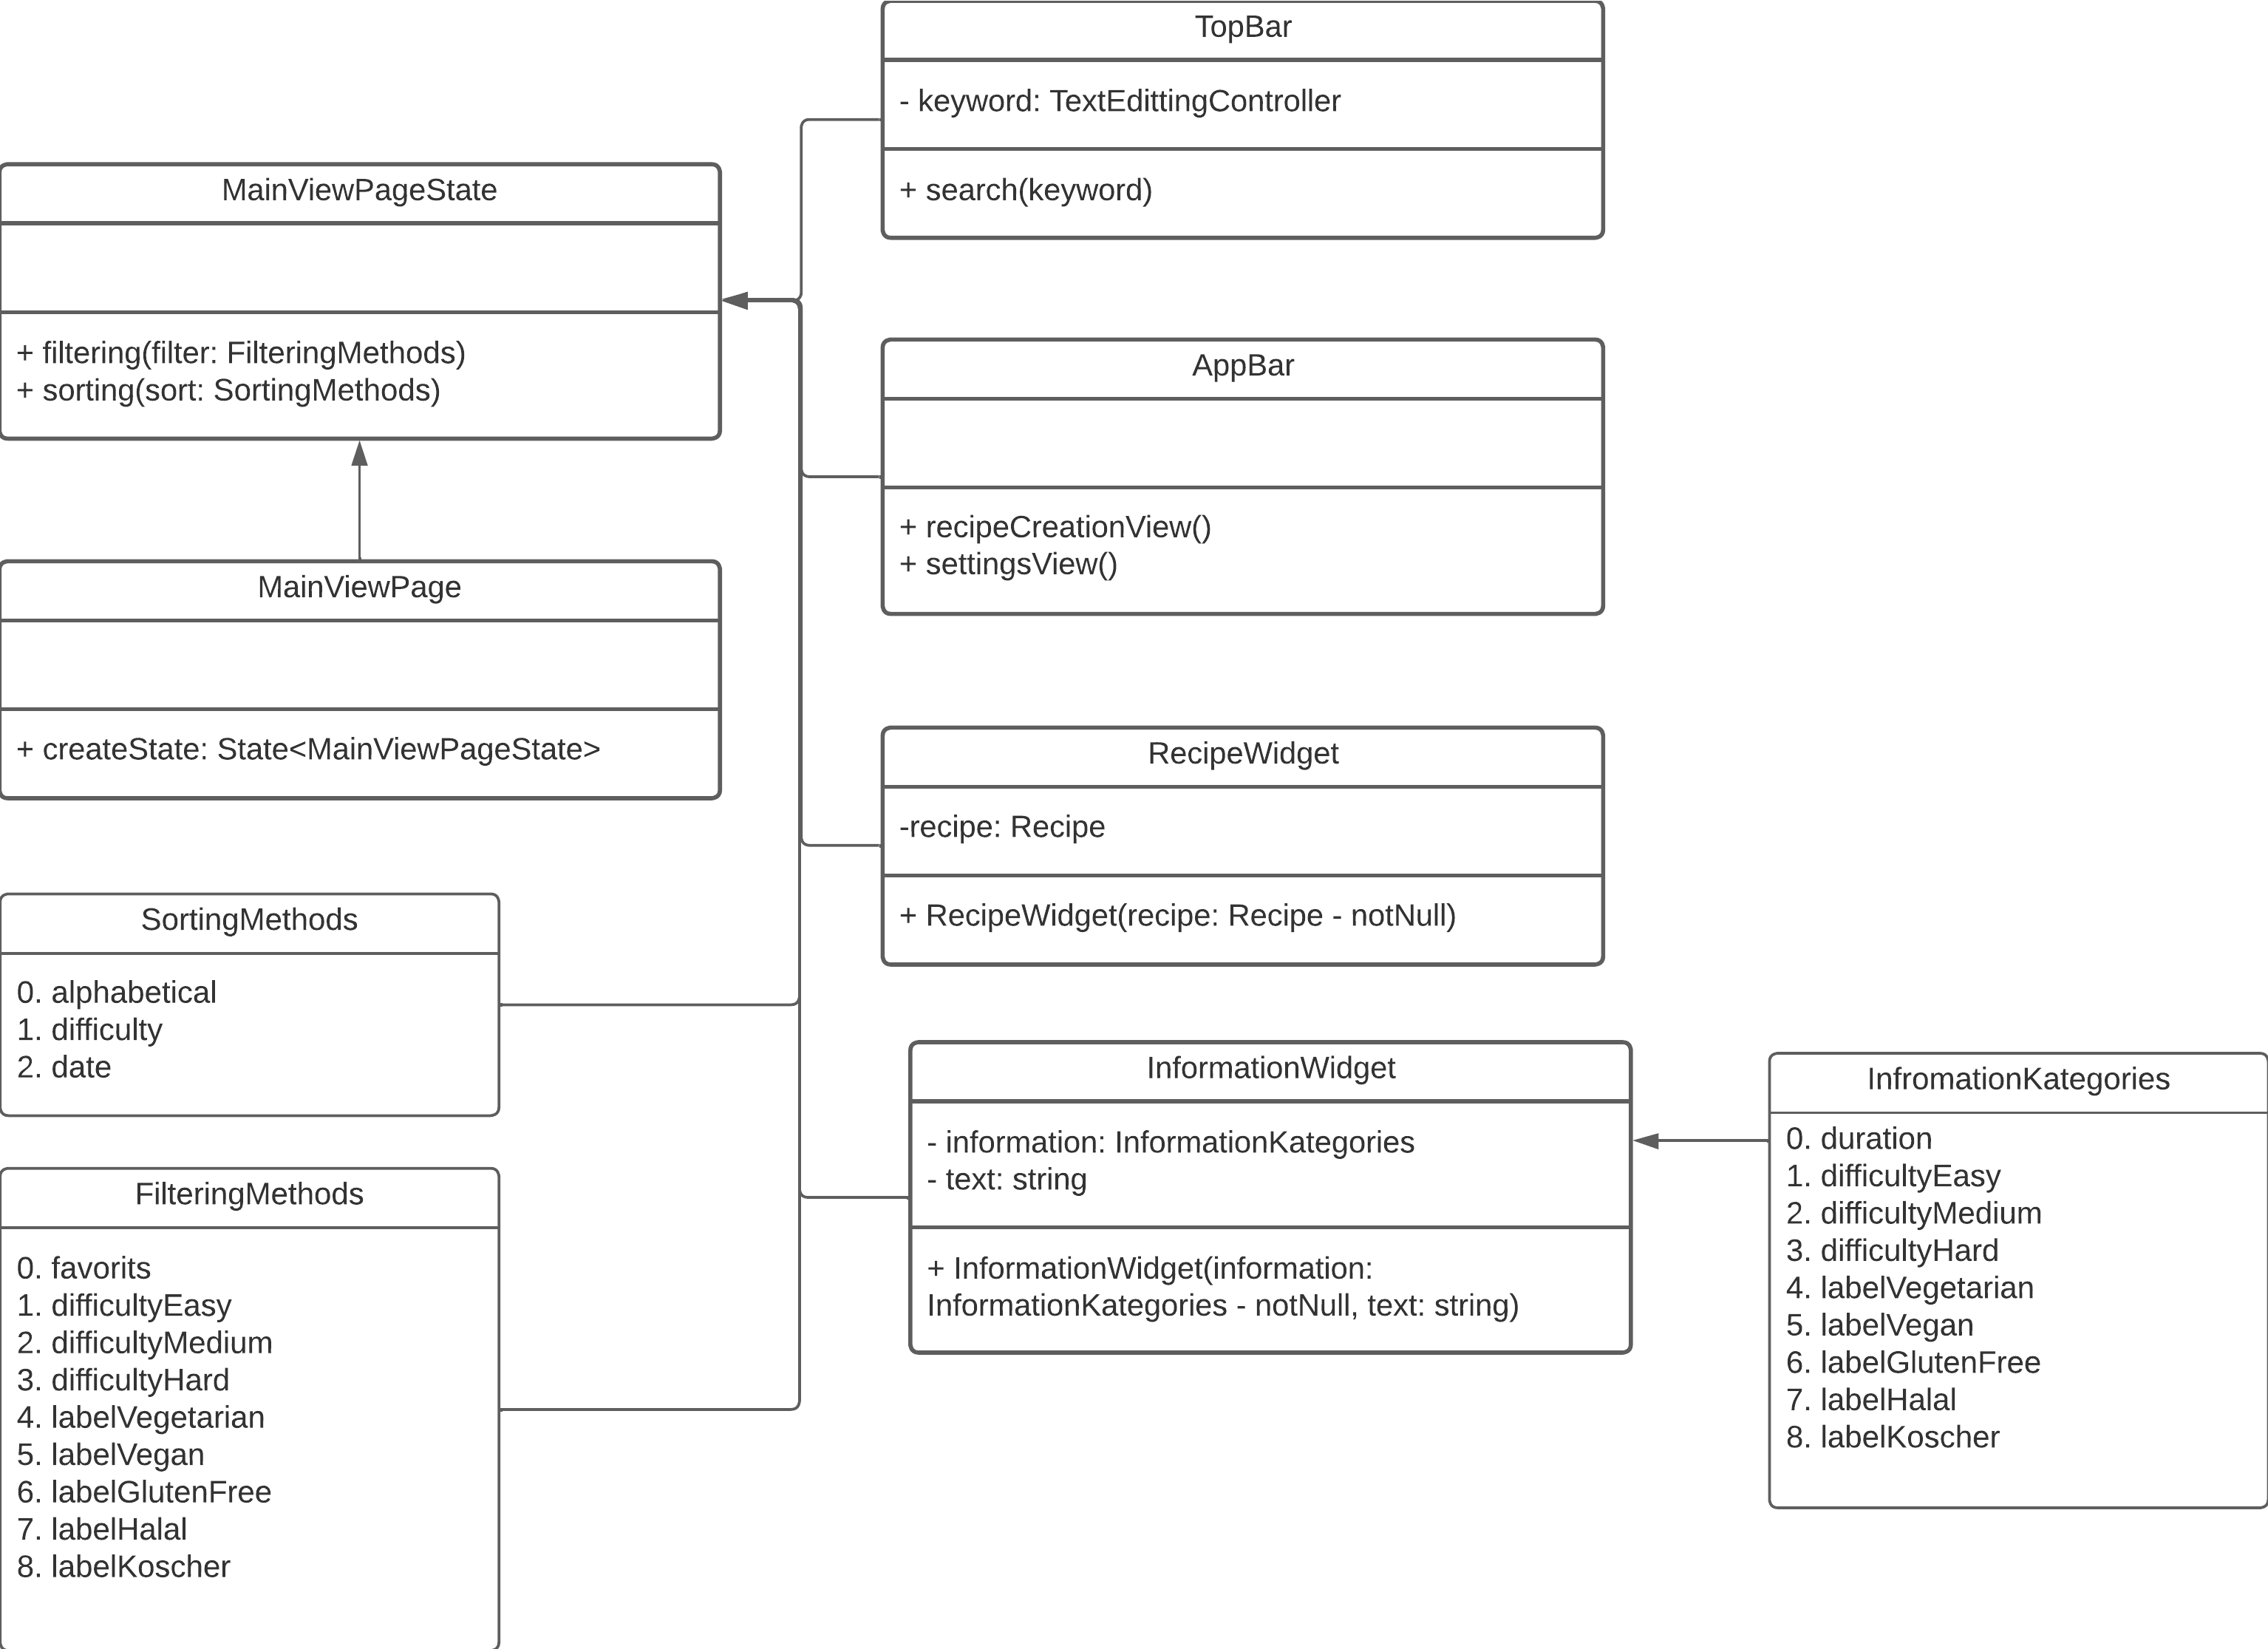 TopBar
- keyword: TextEdittingController
+ search(keyword)
MainViewPageState
+ filtering(filter: FilteringMethods)
+ sorting(sort: SortingMethods)
AppBar
+ recipeCreationView()
+ settingsView()
MainViewPage
+ createState: State<MainViewPageState>
RecipeWidget
-recipe: Recipe
+ RecipeWidget(recipe: Recipe - notNull)
SortingMethods
0. alphabetical
1. difficulty
2. date
InformationWidget
- information: InformationKategories
- text: string
+ InformationWidget(information:
InformationKategories - notNull, text: string)
InfromationKategories
0. duration
1. difficultyEasy
2. difficultyMedium
3. difficultyHard
4. labelVegetarian
5. labelVegan
6. labelGlutenFree
7. labelHalal
8. labelKoscher
FilteringMethods
0. favorits
1. difficultyEasy
2. difficultyMedium
3. difficultyHard
4. labelVegetarian
5. labelVegan
6. labelGlutenFree
7. labelHalal
8. labelKoscher